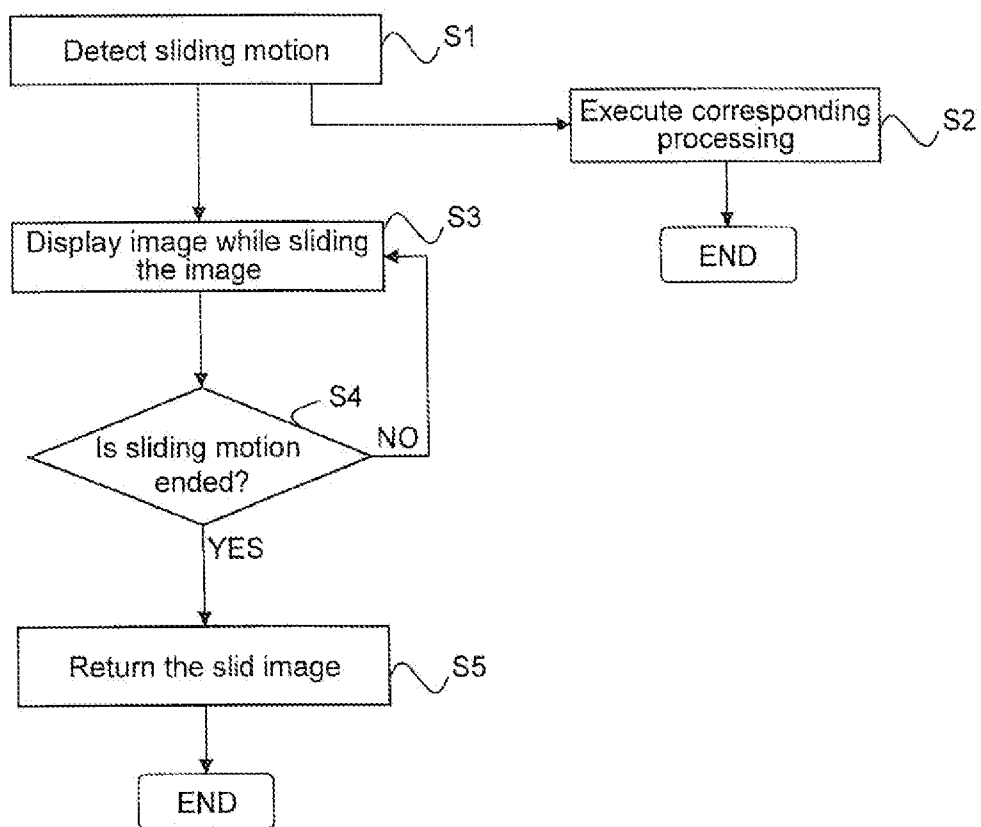 Detect sliding motion
S1
Execute corresponding
processing
S2
END
Display image while sliding
the image
S3
Is sliding motion
ended?
S4
NO
YES
Return the slid image
S5
END